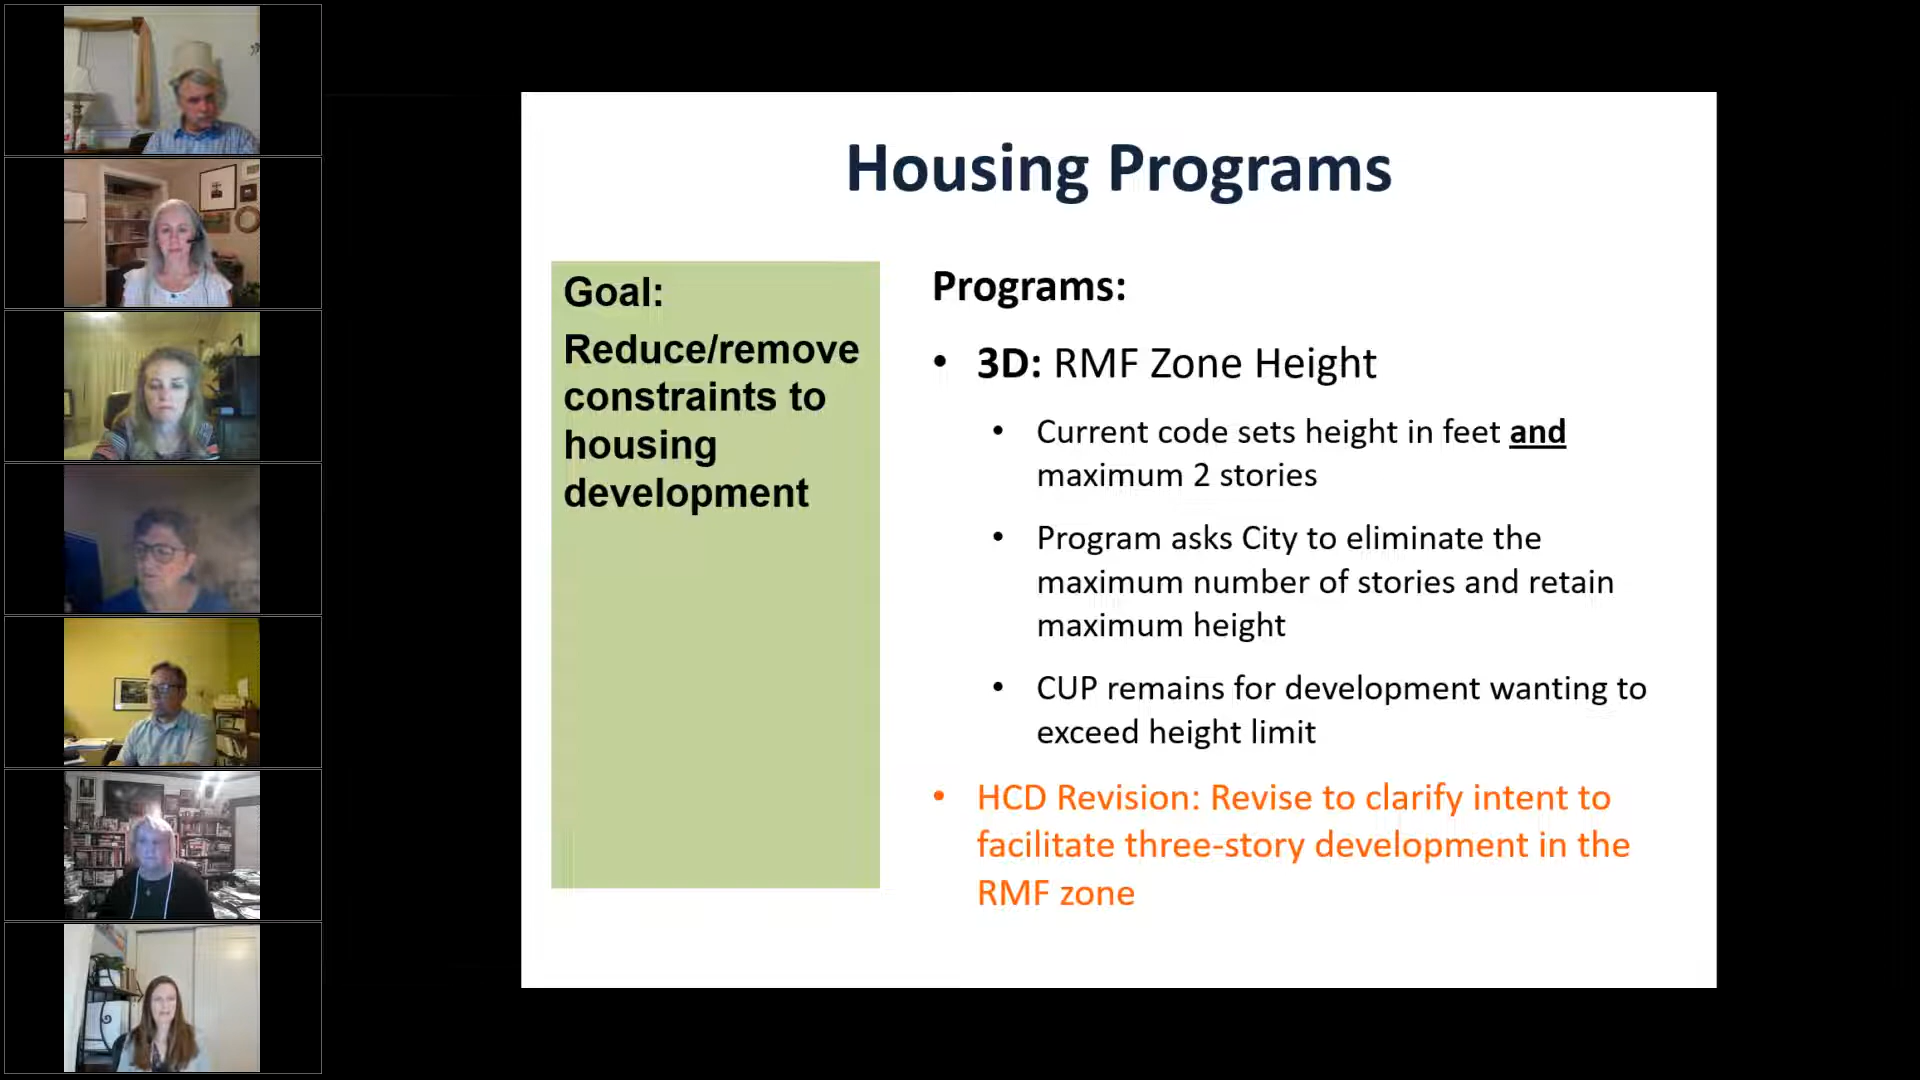 Housing Programs
Goal:
Reduce/remove
constraints to
housing
development
Programs:
• 3D: RMF Zone Height
• Current code sets height in feet and
maximum 2 stories
• Program asks City to eliminate the
maximum number of stories and retain
maximum height
• CUP remains for development wanting to
exceed height limit
• HCD Revision: Revise to clarify intent to
facilitate three-story development in the
RMF zone